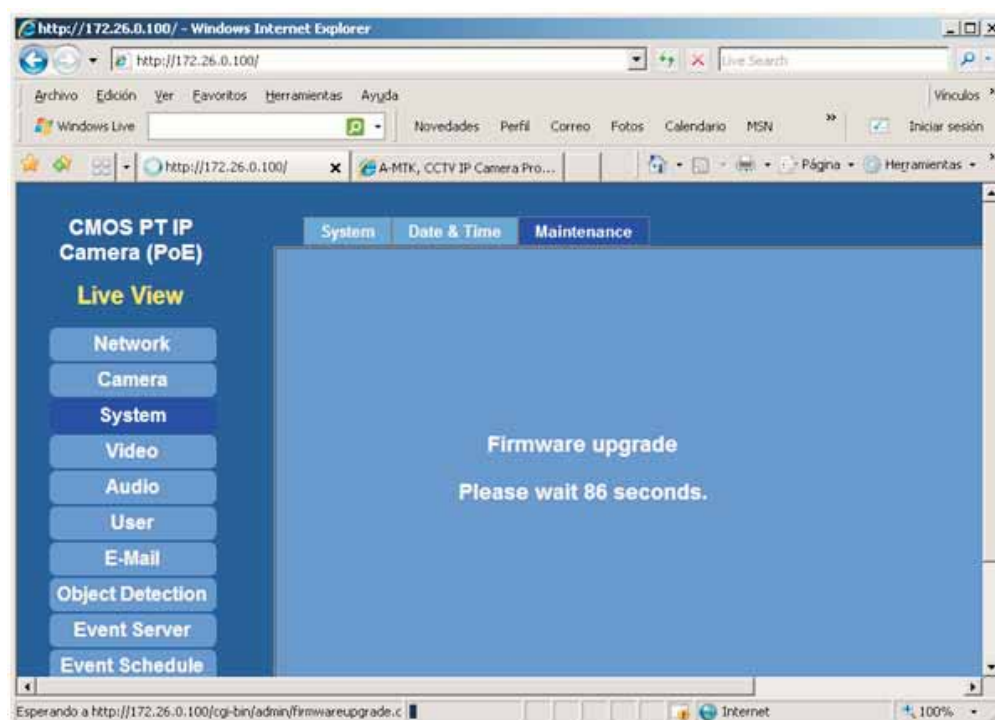 http://172.26.0.100/ - Windows Internet Explorer
http://172.26.0.100/
Live Search
Archivo Edición Ver Favoritos Herramientas Ayuda
Vínculos »
Windows Live
Novedades Perfil Correo Fotos Calendario MSN » Iniciar sesión
http://172.26.0.100/
A-MTK, CCTV IP Camera Pro...
Página
Herramientas
CMOS PT IP
Camera (PoE)
Live View
Network
Camera
System
Video
Audio
User
E-Mail
Object Detection
Event Server
Event Schedule
System Date & Time Maintenance
Firmware upgrade
Please wait 86 seconds.
Esperando a http://172.26.0.100/cgi-bin/admin/firmwareupgrade.c
Internet
100%